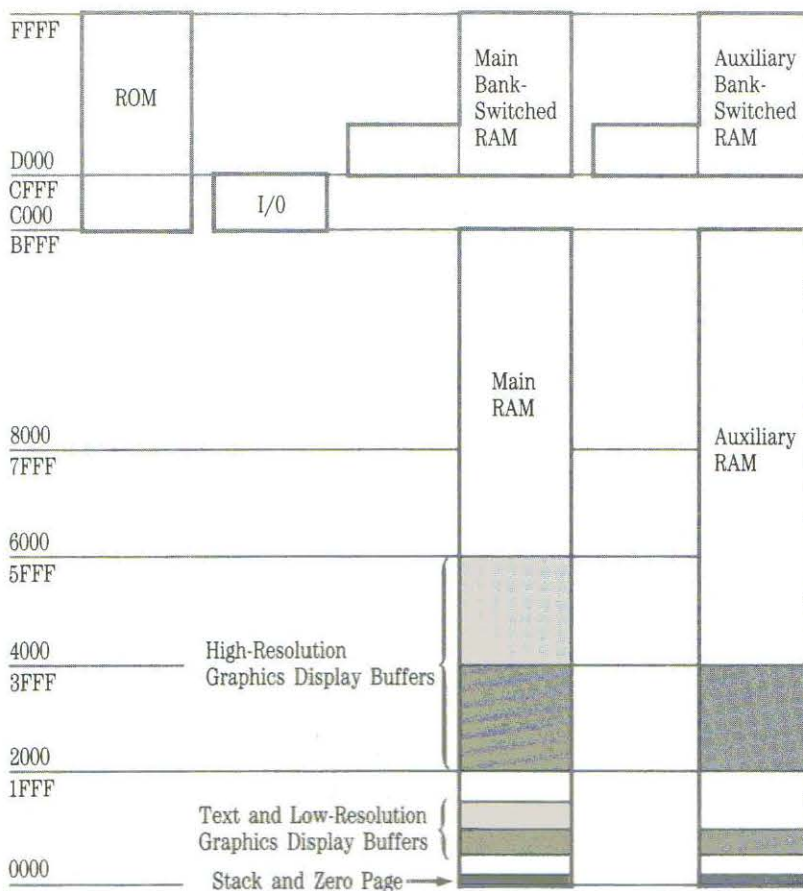 FFFF
ROM
Main
Bank-
Switched
RAM
Auxiliary
Bank-
Switched
RAM
D000
CFFF
C000
BFFF
I/0
Main
RAM
Auxiliary
RAM
8000
7FFF
6000
5FFF
4000
3FFF
High-Resolution
Graphics Display Buffers
2000
1FFF
Text and Low-Resolution
Graphics Display Buffers
0000
Stack and Zero Page